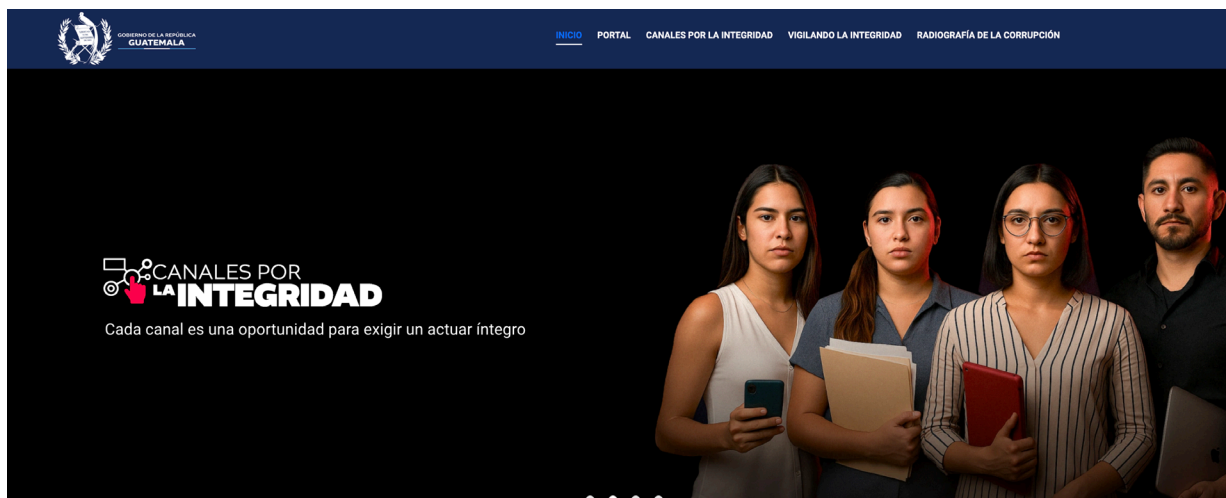 GOBIERNO DE LA REPÚBLICA
GUATEMALA
INICIO PORTAL CANALES POR LA INTEGRIDAD VIGILANDO LA INTEGRIDAD RADIOGRAFÍA DE LA CORRUPCIÓN
CANALES POR
LA INTEGRIDAD
Cada canal es una oportunidad para exigir un actuar íntegro